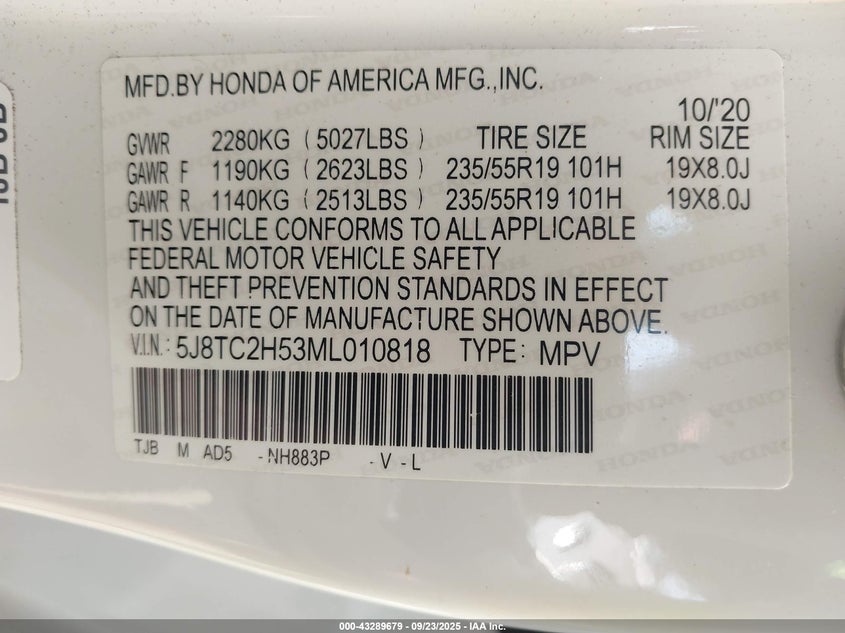 MFD.BY HONDA OF AMERICA MFG.,INC.
10/'20
GVWR 2280KG (5027LBS) TIRE SIZE RIM SIZE
GAWR F 1190KG (2623LBS) 235/55R19 101H 19X8.0J
GAWR R 1140KG (2513LBS) 235/55R19 101H 19X8.0J
THIS VEHICLE CONFORMS TO ALL APPLICABLE
FEDERAL MOTOR VEHICLE SAFETY
AND THEFT PREVENTION STANDARDS IN EFFECT
ON THE DATE OF MANUFACTURE SHOWN ABOVE.
V.I.N.: 5J8TC2H53ML010818 TYPE: MPV
TJB M AD5 -NH883P -V-L
000-43289679 - 09/23/2025 - IAA Inc.